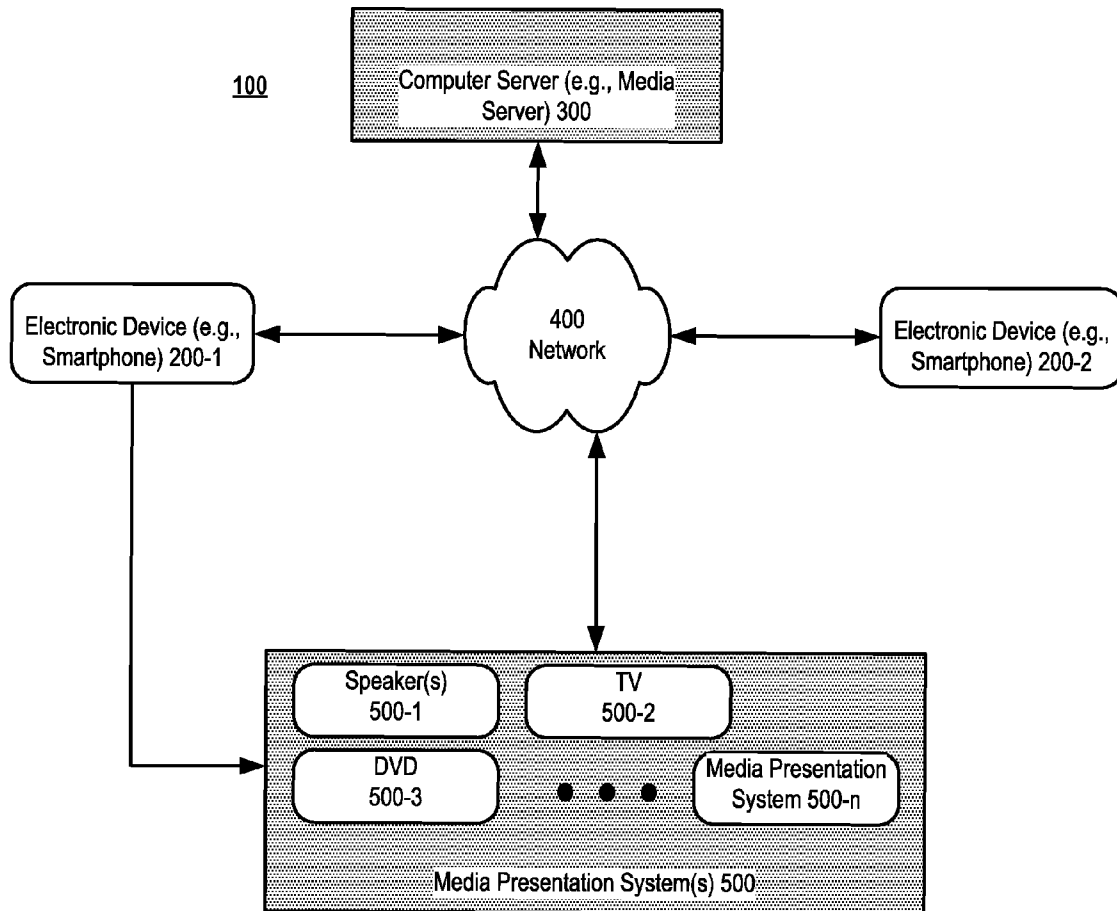 100
Computer Server (e.g., Media
Server) 300
Electronic Device (e.g.,
Smartphone) 200-1
400
Network
Electronic Device (e.g.,
Smartphone) 200-2
Speaker(s)
500-1
TV
500-2
DVD
500-3
Media Presentation
System 500-n
Media Presentation System(s) 500